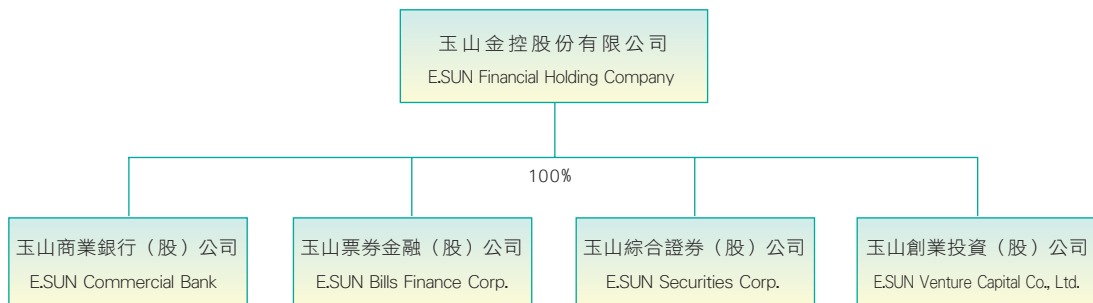 玉山金控股份有限公司
E.SUN Financial Holding Company
100%
玉山商業銀行（股）公司
E.SUN Commercial Bank
玉山票券金融（股）公司
E.SUN Bills Finance Corp.
玉山綜合證券（股）公司
E.SUN Securities Corp.
玉山創業投資（股）公司
E.SUN Venture Capital Co., Ltd.